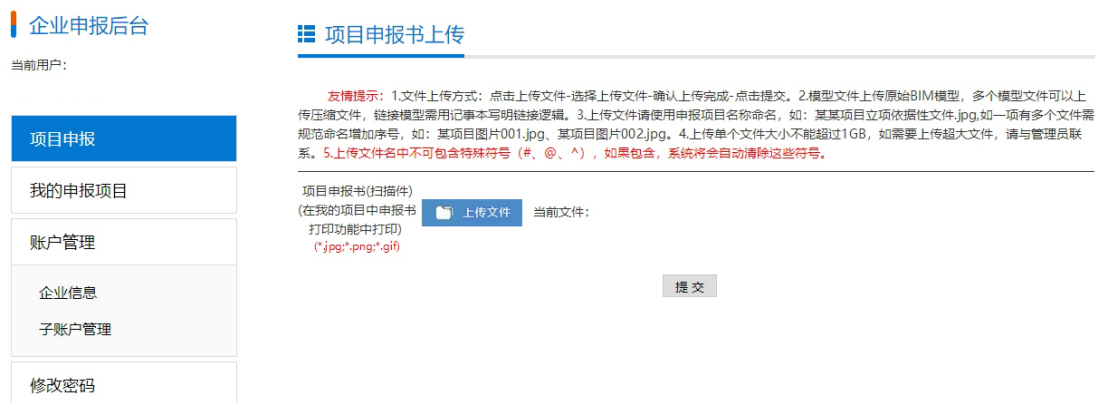 企业申报后台
当前用户：
项目申报
我的申报项目
账户管理
企业信息
子账户管理
修改密码
项目申报书上传
友情提示：1.文件上传方式：点击上传文件-选择上传文件-确认上传完成-点击提交。2.模型文件上传原始BIM模型，多个模型文件可以上
传压缩文件，链接模型需用记事本写明链接逻辑。3.上传文件请使用申报项目名称命名，如：某某项目立项依据性文件.jpg,如一项有多个文件需
规范命名增加序号，如：某项目图片001.jpg、某项目图片002.jpg。4.上传单个文件大小不能超过1GB，如需要上传超大文件，请与管理员联
系。5.上传文件名中不可包含特殊符号（#、@、^），如果包含，系统将会自动清除这些符号。
项目申报书(扫描件)
(在我的项目中申报书
打印功能中打印)
(*.jpg;*.png;*.gif)
上传文件
当前文件：
提交